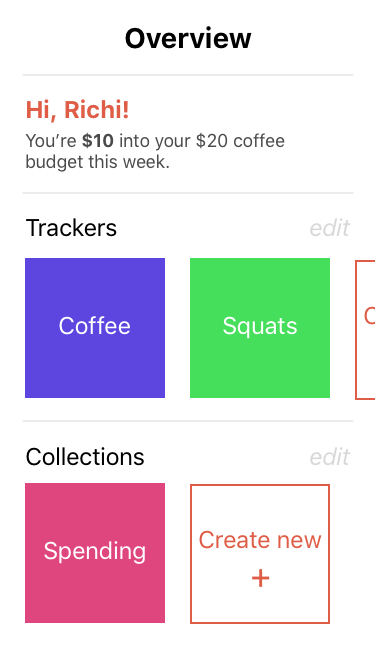 Overview
Hi, Richi!
You’re $10 into your $20 coffee
budget this week.
Trackers edit
Coffee Squats
Collections edit
Spending Create new
+